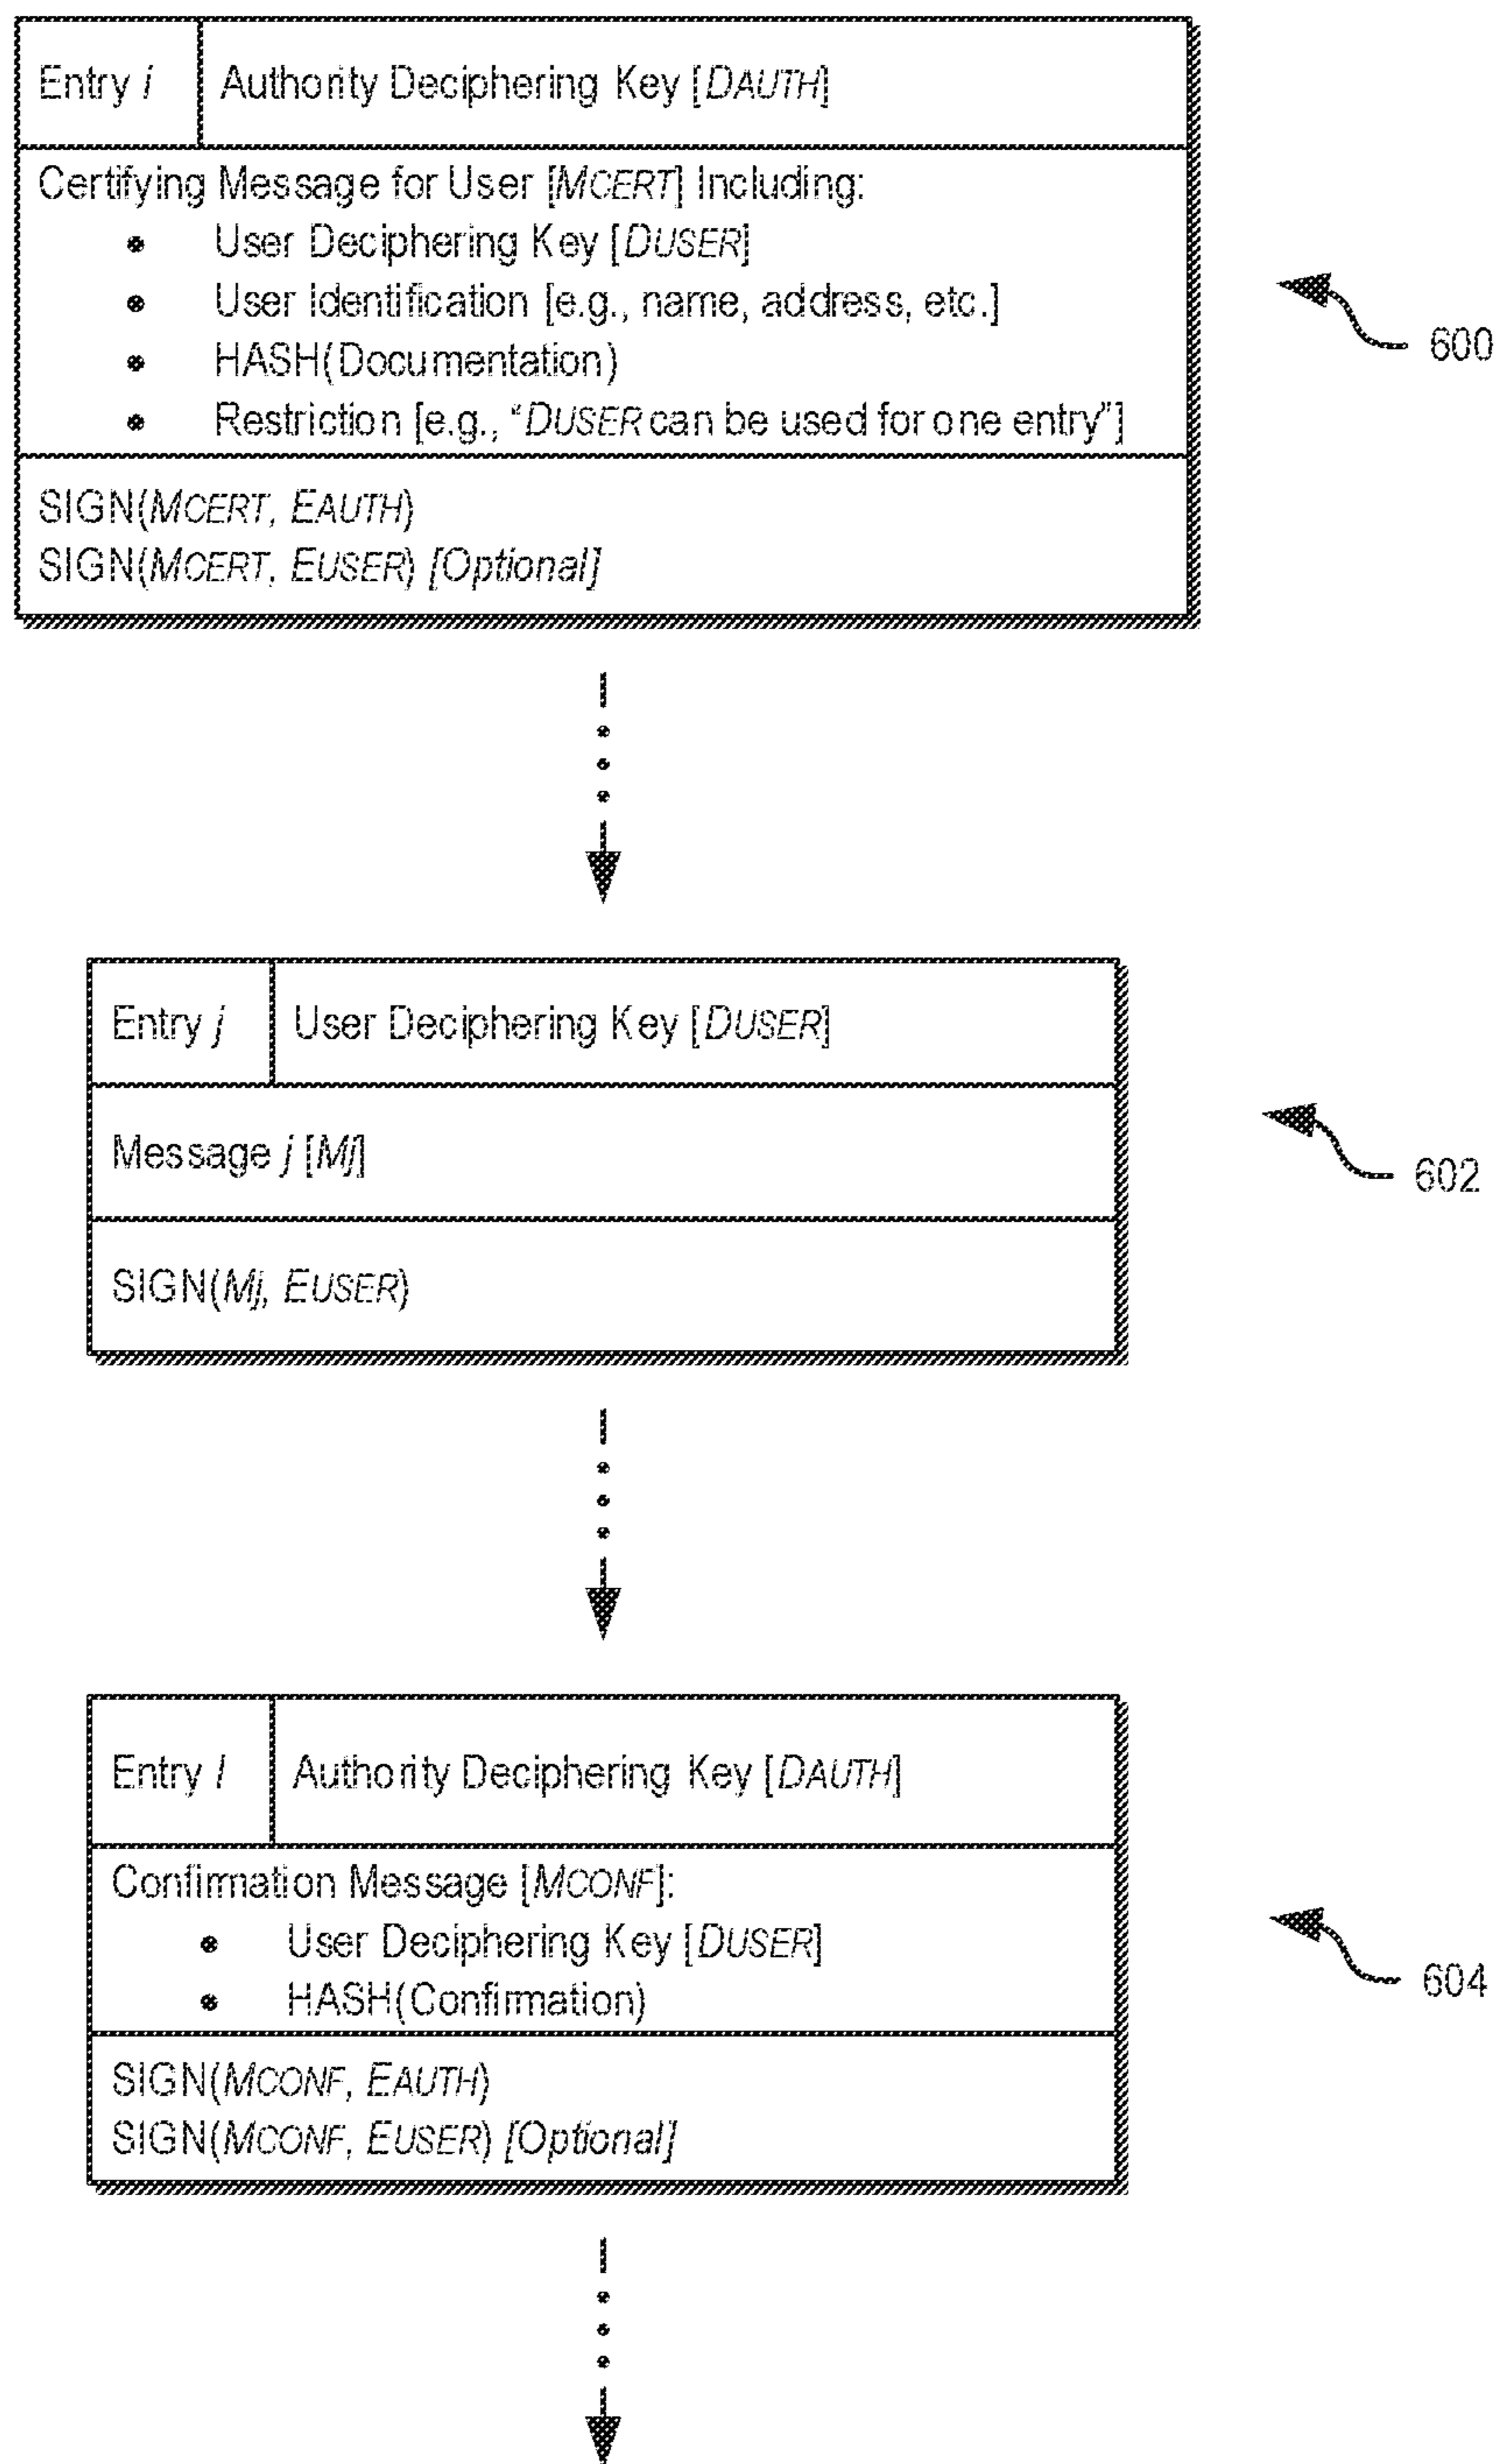 Entry i Authority Deciphering Key [DAUTH]
Certifying Message for User [MCERT] Including:
• User Deciphering Key [DUSER]
• User Identification [e.g., name, address, etc.]
• HASH(Documentation)
• Restriction [e.g., “DUSER can be used for one entry”]
SIGN(MCERT, EAUTH)
SIGN(MCERT, EUSER) [Optional]
600
Entry j User Deciphering Key [DUSER]
Message j [Mj]
SIGN(Mj, EUSER)
602
Entry l Authority Deciphering Key [DAUTH]
Confirmation Message [MCONF]:
• User Deciphering Key [DUSER]
• HASH(Confirmation)
SIGN(MCONF, EAUTH)
SIGN(MCONF, EUSER) [Optional]
604